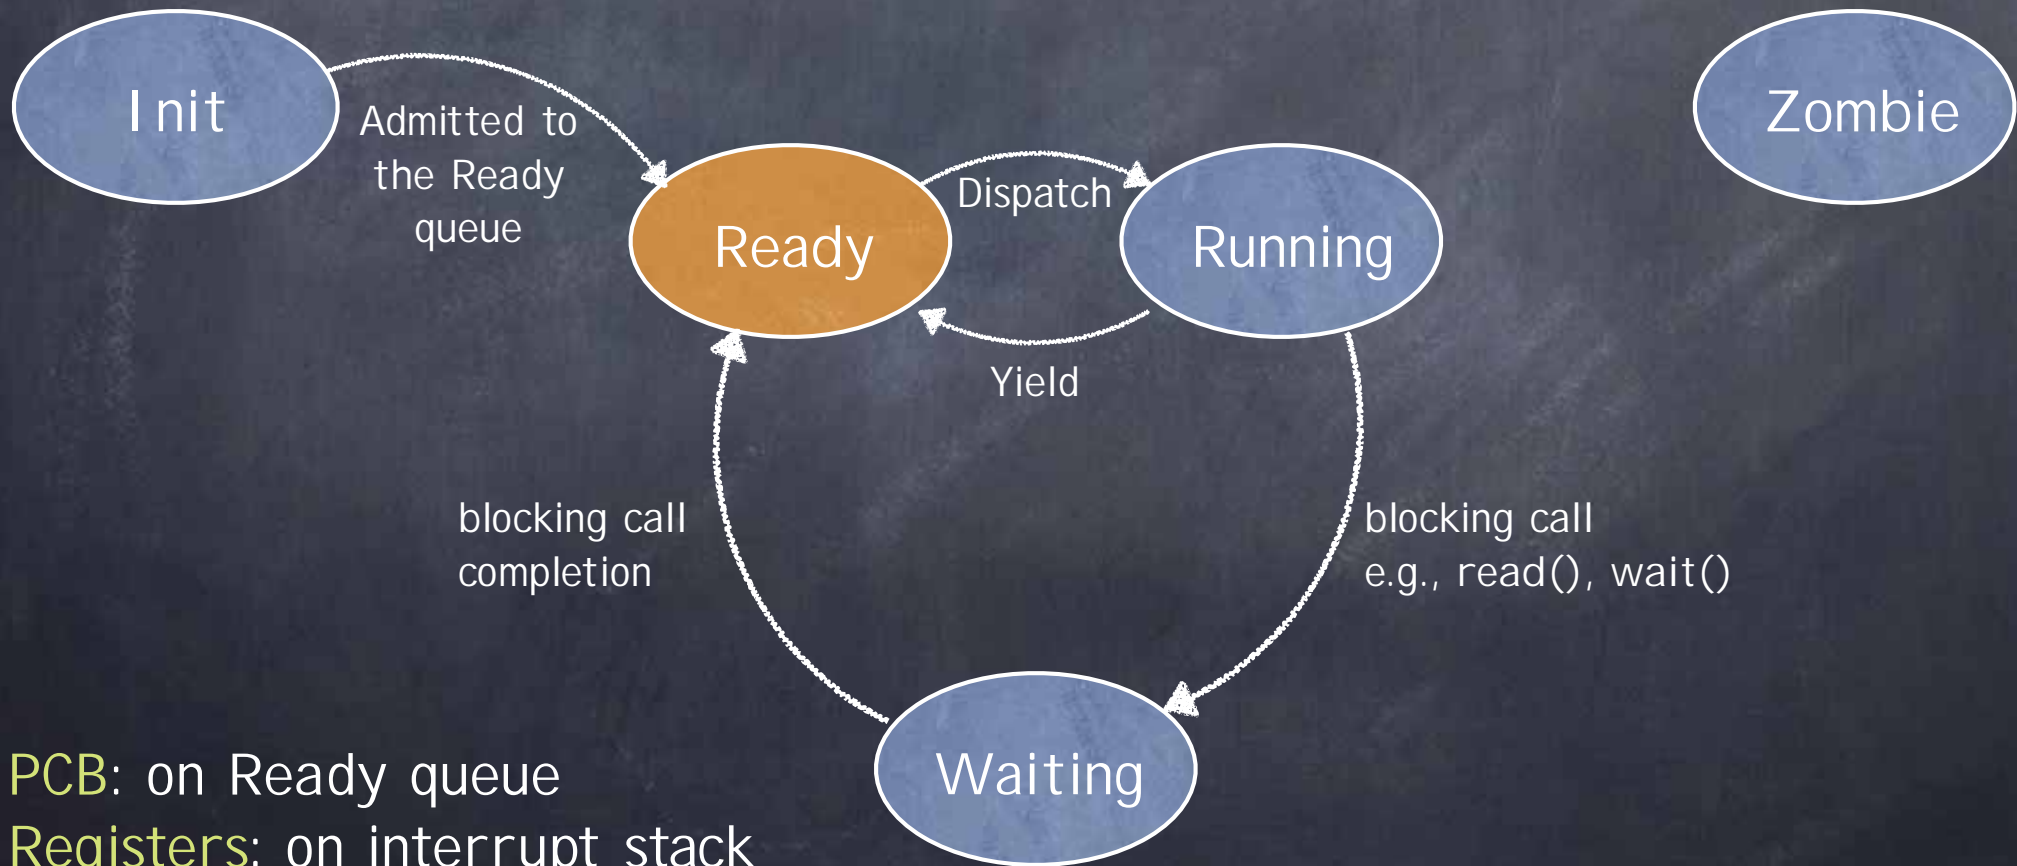 Init
Zombie
Admitted to
the Ready
queue
Dispatch
Ready
Running
Yield
blocking call
completion
blocking call
e.g., read(), wait()
Waiting
PCB: on Ready queue
Registers: on interrupt stack